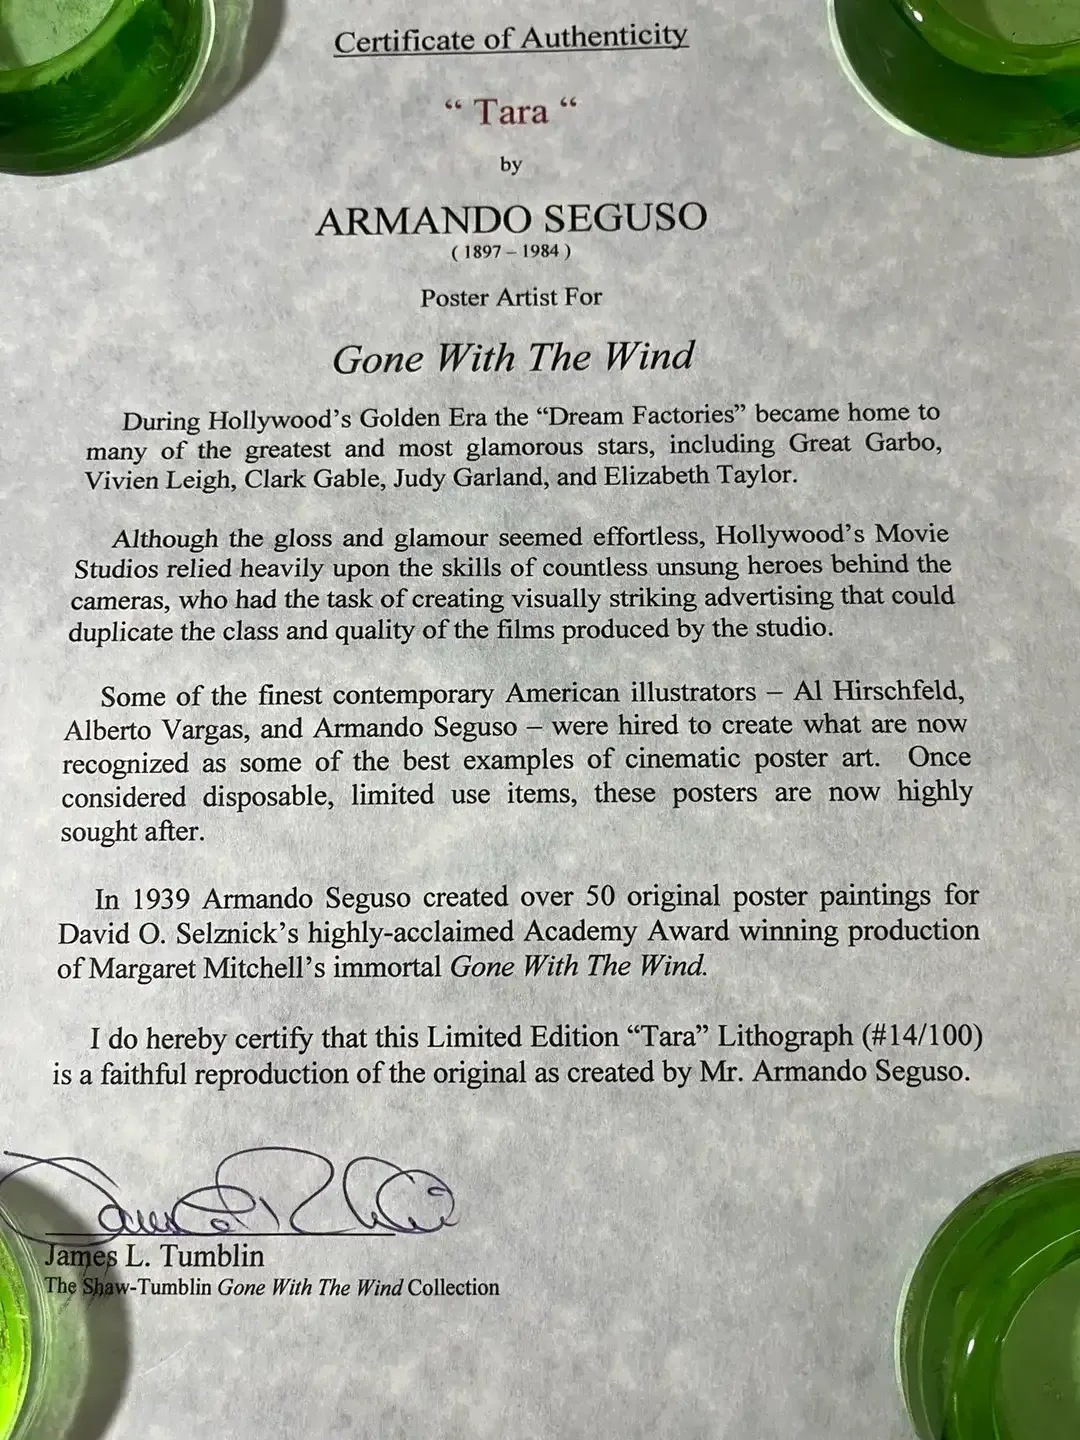 Certificate of Authenticity
“ Tara “
by
ARMANDO SEGUSO
( 1897 – 1984 )
Poster Artist For
Gone With The Wind
During Hollywood’s Golden Era the “Dream Factories” became home to
many of the greatest and most glamorous stars, including Great Garbo,
Vivien Leigh, Clark Gable, Judy Garland, and Elizabeth Taylor.
Although the gloss and glamour seemed effortless, Hollywood’s Movie
Studios relied heavily upon the skills of countless unsung heroes behind the
cameras, who had the task of creating visually striking advertising that could
duplicate the class and quality of the films produced by the studio.
Some of the finest contemporary American illustrators – Al Hirschfeld,
Alberto Vargas, and Armando Seguso – were hired to create what are now
recognized as some of the best examples of cinematic poster art. Once
considered disposable, limited use items, these posters are now highly
sought after.
In 1939 Armando Seguso created over 50 original poster paintings for
David O. Selznick’s highly-acclaimed Academy Award winning production
of Margaret Mitchell’s immortal Gone With The Wind.
I do hereby certify that this Limited Edition “Tara” Lithograph (#14/100)
is a faithful reproduction of the original as created by Mr. Armando Seguso.
James L. Tumblin
The Shaw-Tumblin Gone With The Wind Collection